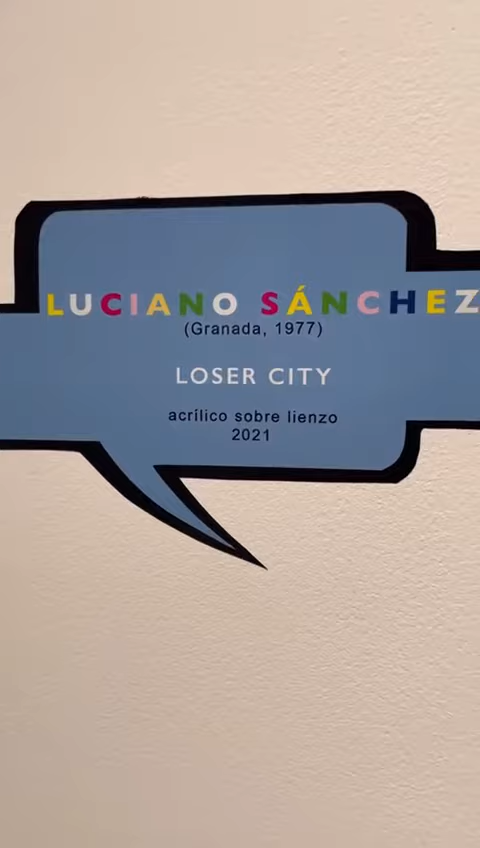 LUCIANO SÁNCHEZ
(Granada, 1977)
LOSER CITY
acrílico sobre lienzo
2021